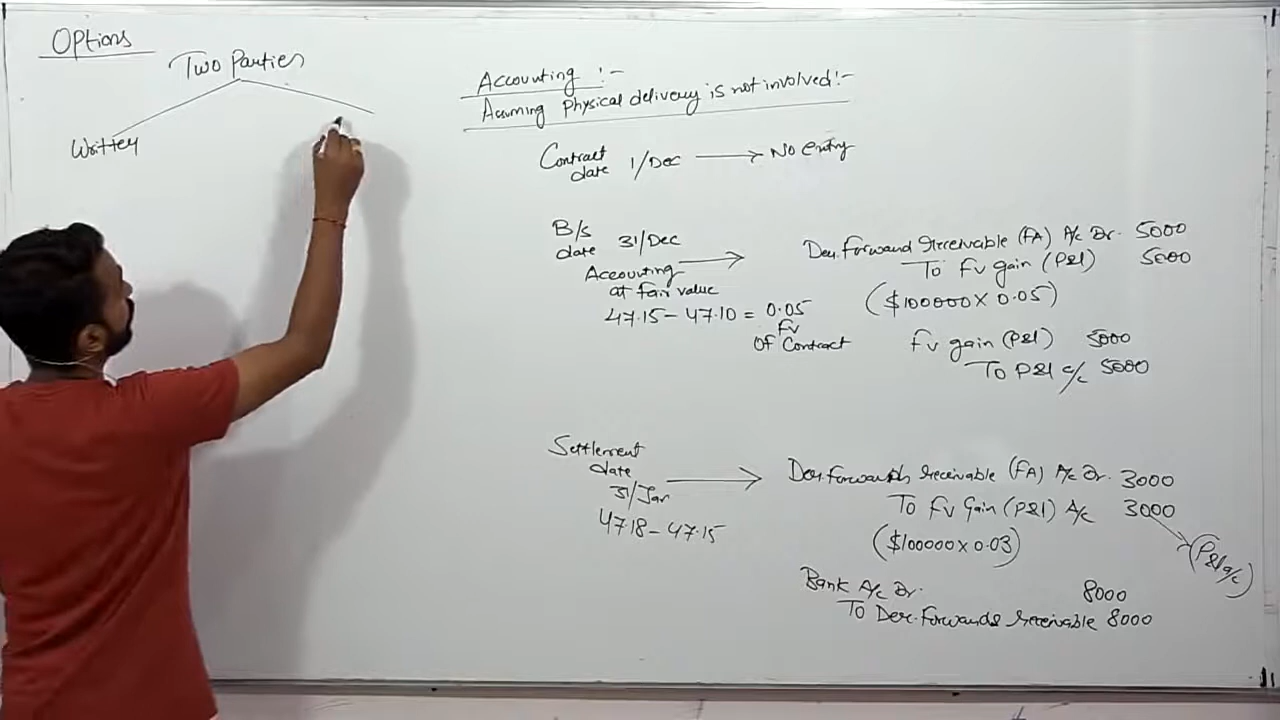 Options
Two Parties
Writter
Accounting :-
Assuming Physical delivery is not involved:-
Contract date 1/Dec → No entry
B/s date 31/Dec
Accounting at fair value
47.15 - 47.10 = 0.05
Fv Of Contract
Der. Forward receivable (FA) A/c Dr. 5000
To Fv gain (P&l) 5000
($100000 x 0.05)
Fv gain (P&l) 5000
To P&l a/c 5000
Settlement date 31/Jan
47.18 - 47.15
Der. Forwards receivable (FA) A/c Dr. 3000
To Fv Gain (P&l) A/c 3000
(P&l a/c)
($100000 x 0.03)
Bank A/c Dr. 8000
To Der. Forwards receivable 8000